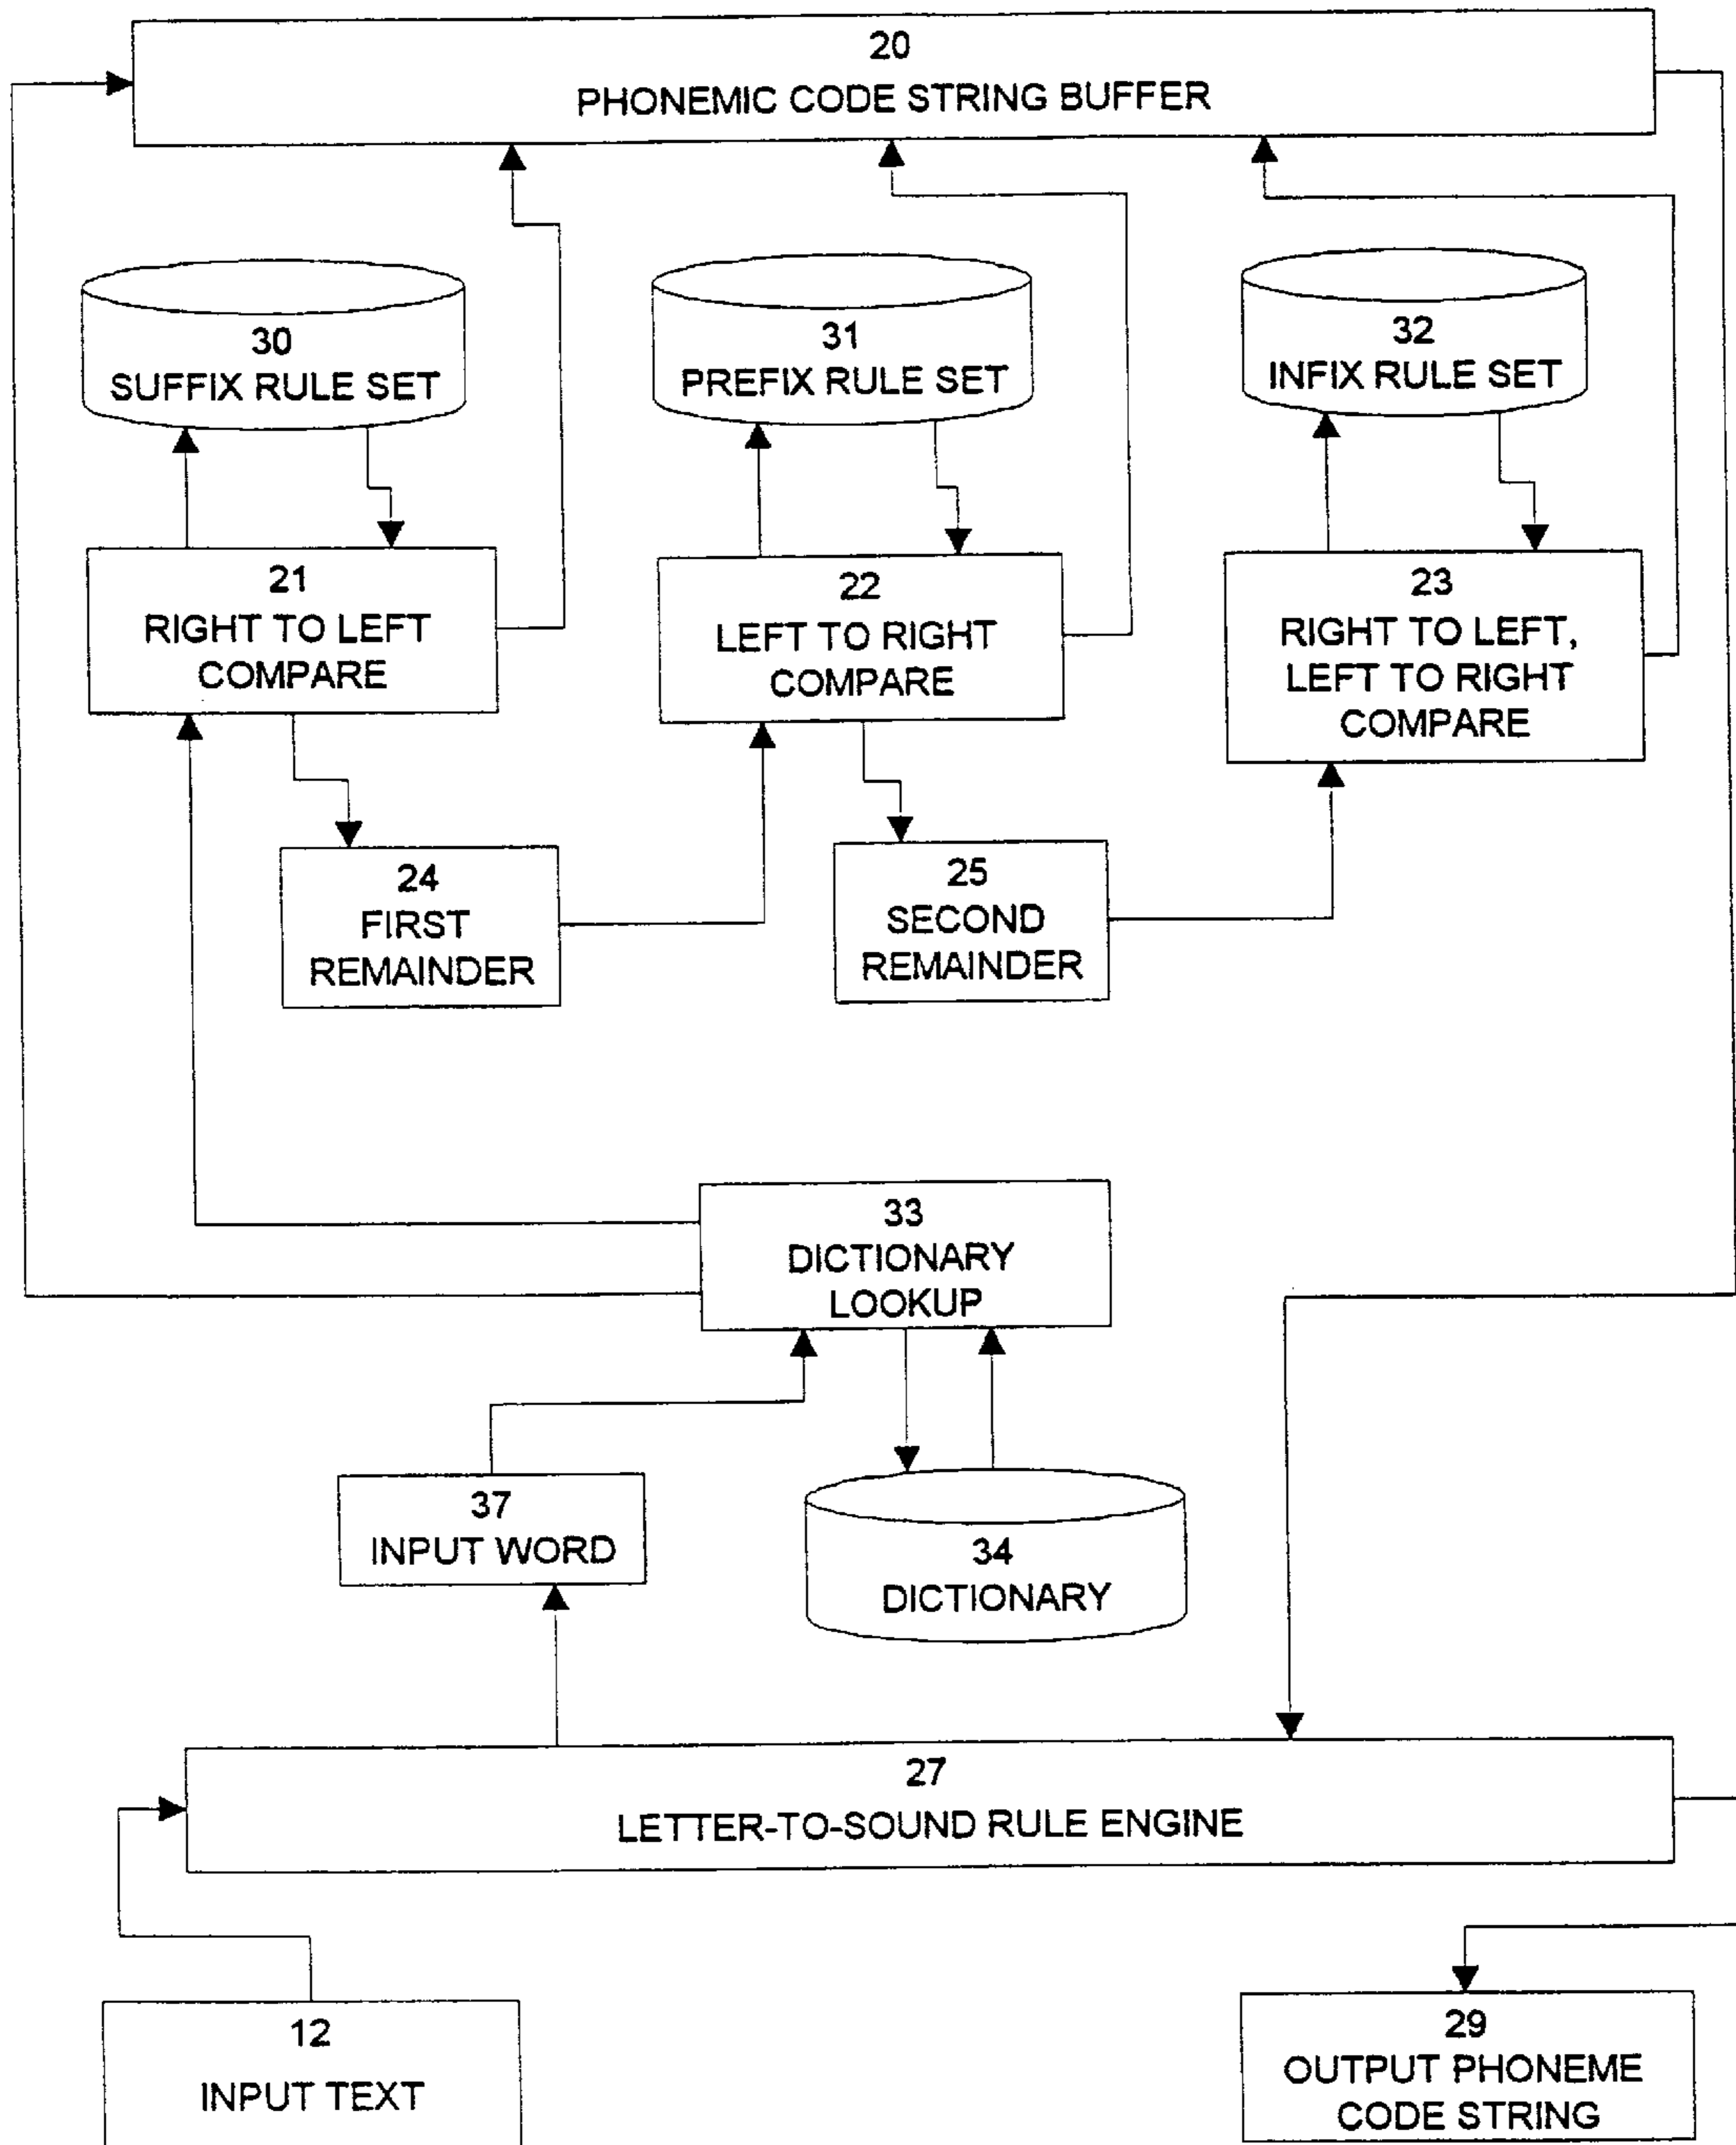 20
PHONEMIC CODE STRING BUFFER
30
SUFFIX RULE SET
31
PREFIX RULE SET
32
INFIX RULE SET
21
RIGHT TO LEFT
COMPARE
22
LEFT TO RIGHT
COMPARE
23
RIGHT TO LEFT,
LEFT TO RIGHT
COMPARE
24
FIRST
REMAINDER
25
SECOND
REMAINDER
33
DICTIONARY
LOOKUP
37
INPUT WORD
34
DICTIONARY
27
LETTER-TO-SOUND RULE ENGINE
12
INPUT TEXT
29
OUTPUT PHONEME
CODE STRING